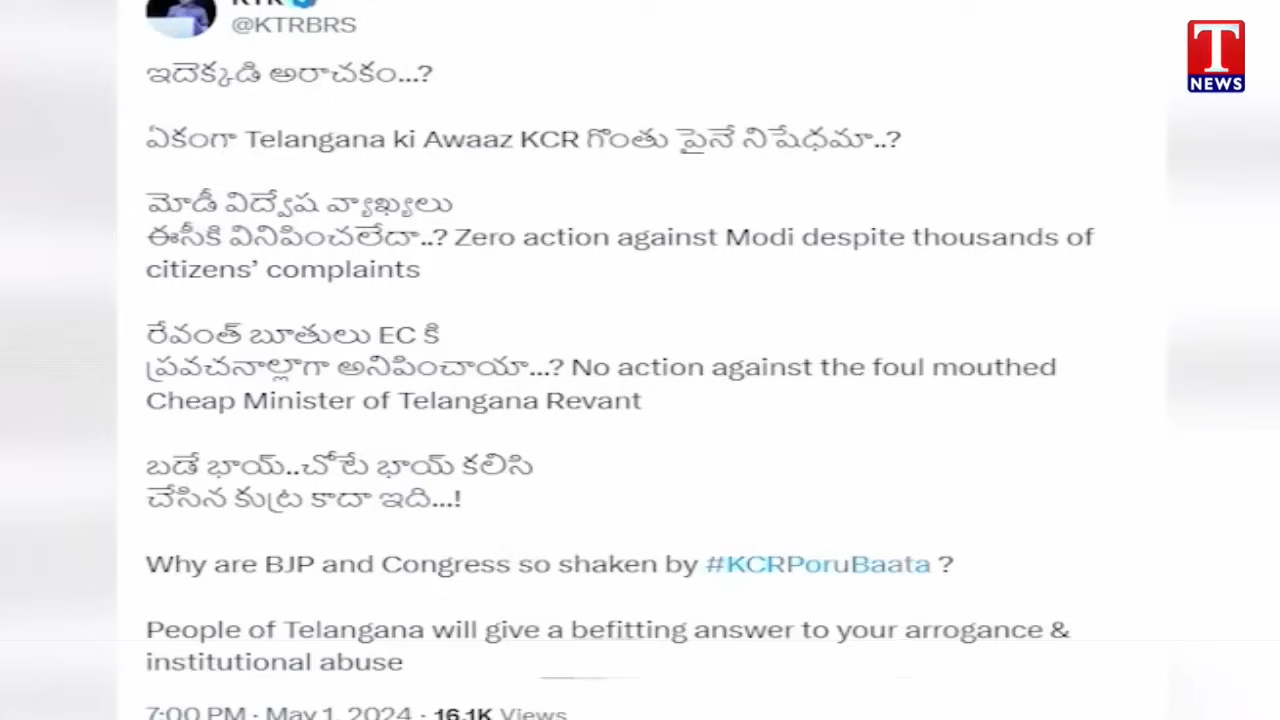 KTR
@KTRBRS
T
NEWS
ఇదెక్కడి అరాచకం...?
ఏకంగా Telangana ki Awaaz KCR గొంతు పైనే నిషేధమా..?
మోడీ విద్వేష వ్యాఖ్యలు
ఈసీకి వినిపించలేదా..? Zero action against Modi despite thousands of
citizens’ complaints
రేవంత్ బూతులు EC కి
ప్రవచనాల్లాగా అనిపించాయా...? No action against the foul mouthed
Cheap Minister of Telangana Revant
బడే భాయ్..చోటే భాయ్ కలిసి
చేసిన కుట్ర కాదా ఇది...!
Why are BJP and Congress so shaken by #KCRPoruBaata ?
People of Telangana will give a befitting answer to your arrogance &
institutional abuse
7:00 PM · May 1, 2024 · 16.1K Views